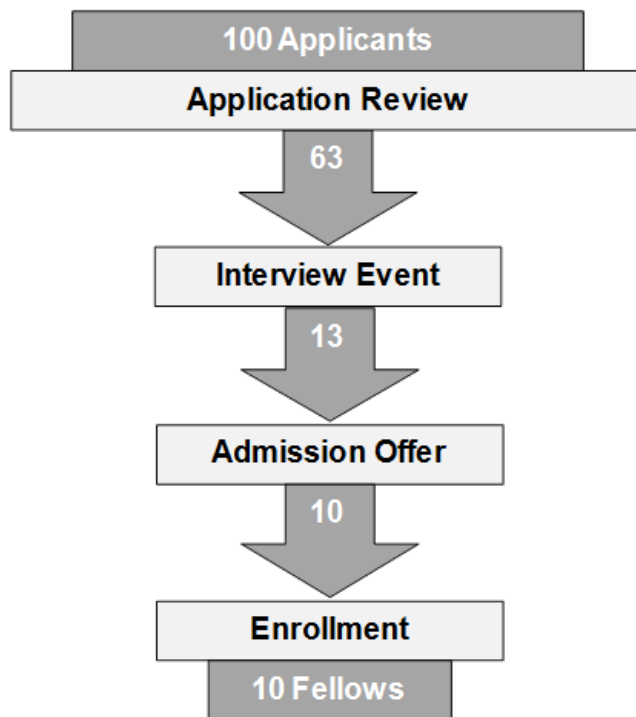 100 Applicants
Application Review
63
Interview Event
13
Admission Offer
10
Enrollment
10 Fellows